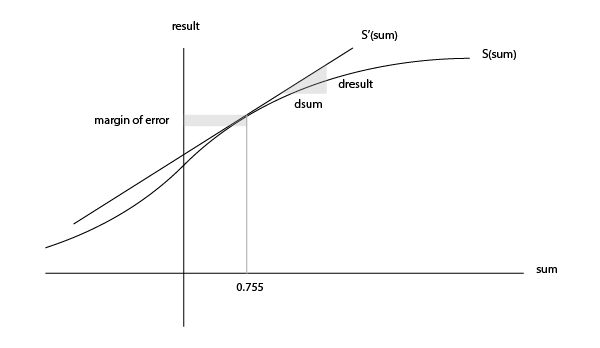 result
S'(sum)
S(sum)
dresult
dsum
margin of error
sum
0.755